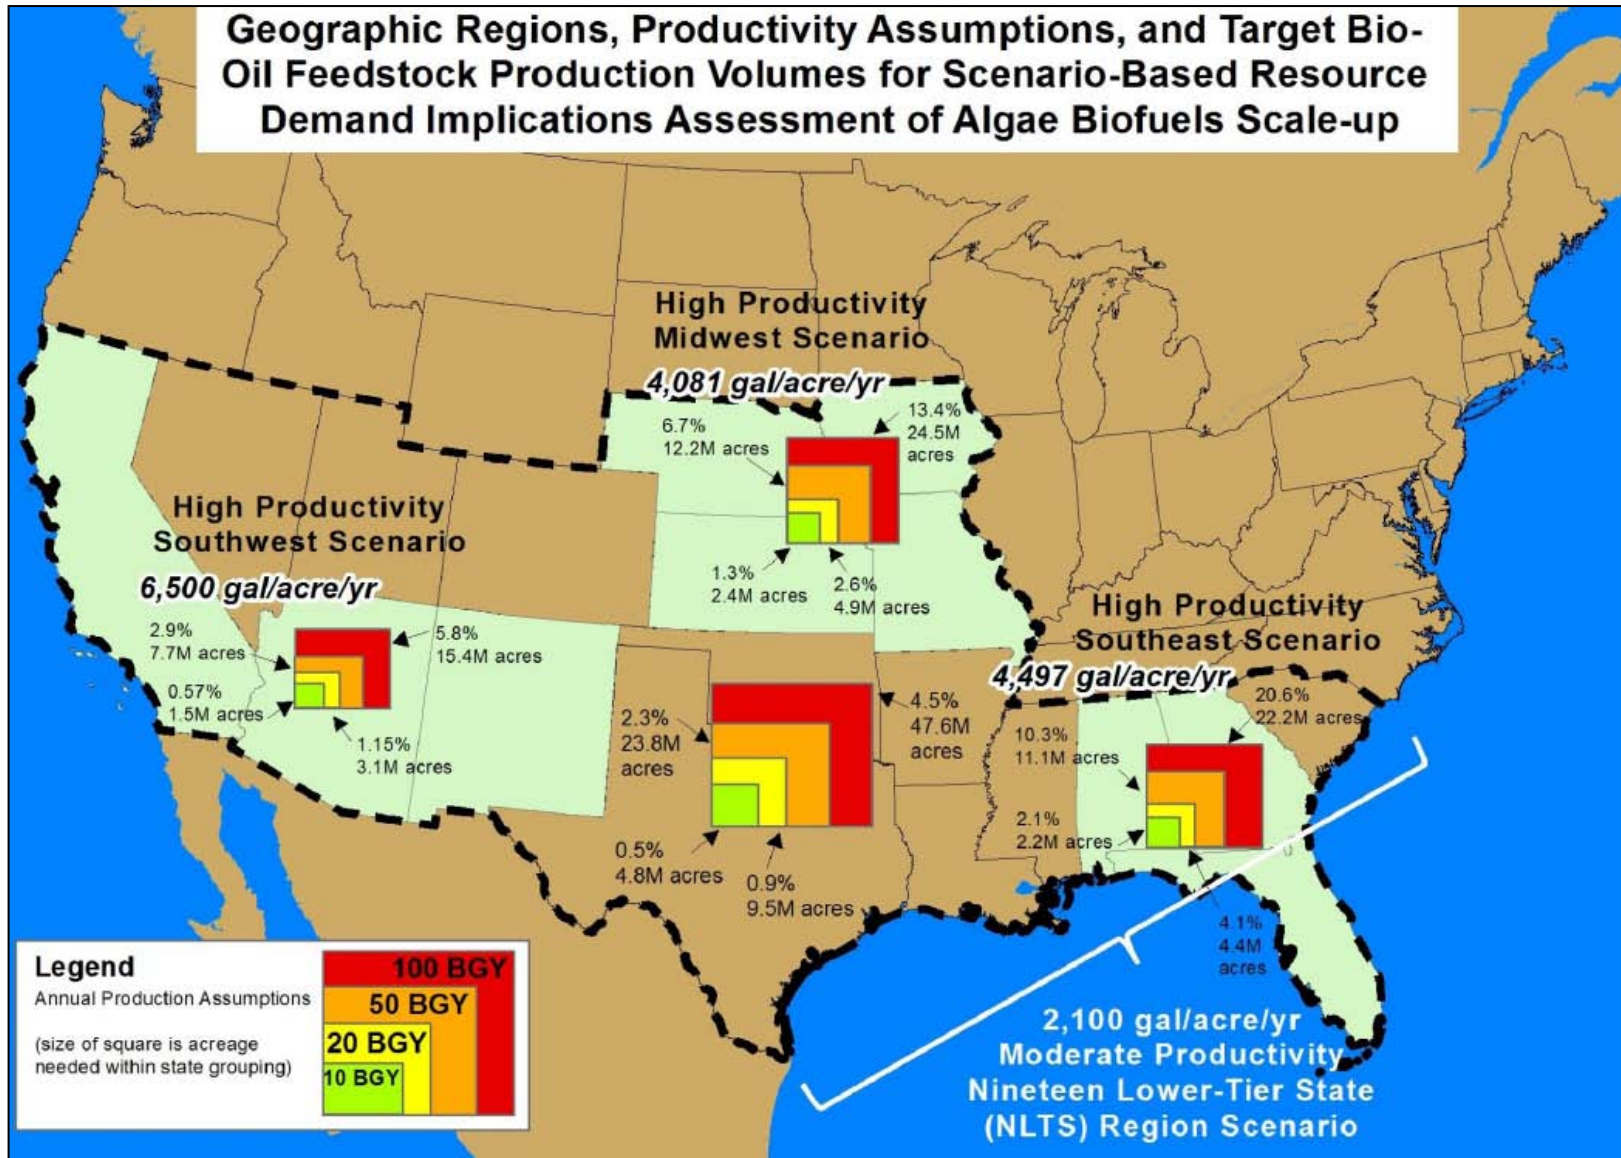 Geographic Regions, Productivity Assumptions, and Target Bio-
Oil Feedstock Production Volumes for Scenario-Based Resource
Demand Implications Assessment of Algae Biofuels Scale-up
High Productivity
Midwest Scenario
4,081 gal/acre/yr
6.7%
12.2M acres
13.4%
24.5M
acres
1.3%
2.4M acres
2.6%
4.9M acres
High Productivity
Southwest Scenario
6,500 gal/acre/yr
2.9%
7.7M acres
5.8%
15.4M acres
0.57%
1.5M acres
1.15%
3.1M acres
High Productivity
Southeast Scenario
4,497 gal/acre/yr
20.6%
22.2M acres
10.3%
11.1M acres
2.1%
2.2M acres
4.1%
4.4M
acres
2.3%
23.8M
acres
4.5%
47.6M
acres
0.5%
4.8M acres
0.9%
9.5M acres
2,100 gal/acre/yr
Moderate Productivity
Nineteen Lower-Tier State
(NLTS) Region Scenario
Legend
Annual Production Assumptions
(size of square is acreage
needed within state grouping)
100 BGY
50 BGY
20 BGY
10 BGY